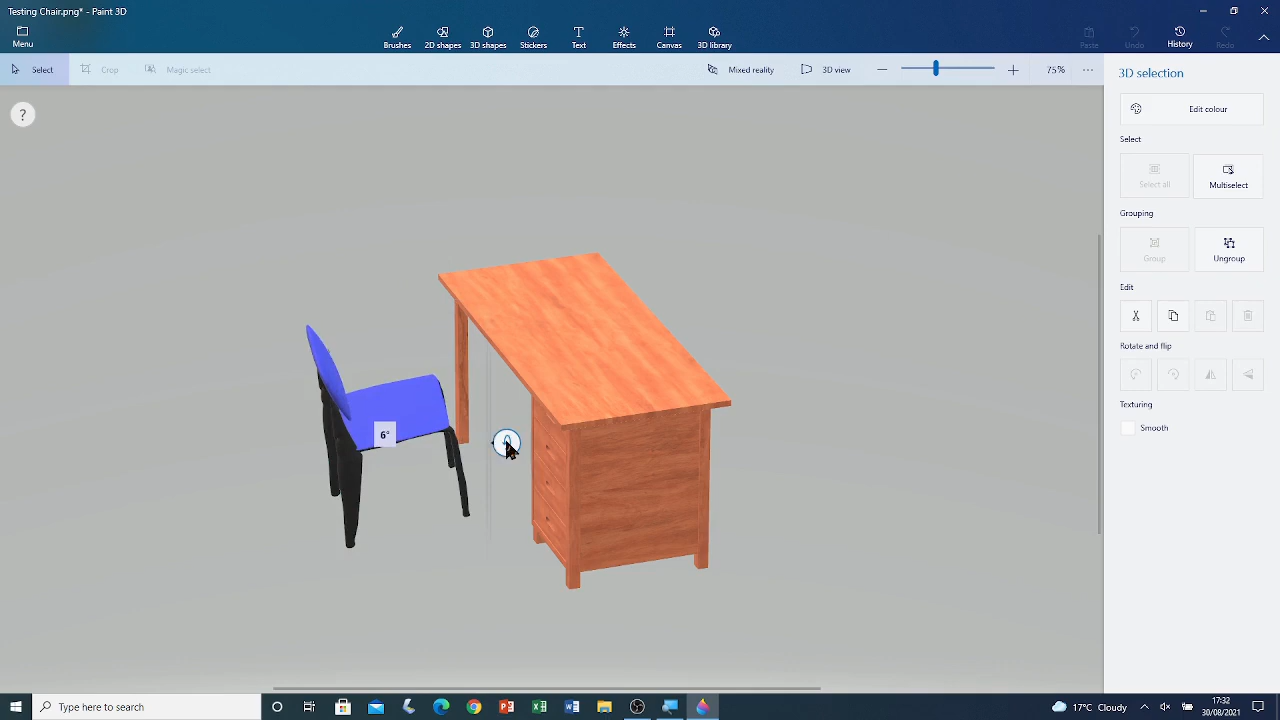 Testing Chair.png* - Paint 3D
Menu
Brushes
2D shapes
3D shapes
Stickers
Text
Effects
Canvas
3D library
Paste
Undo
History
Redo
Select
Crop
Magic select
Mixed reality
3D view
75%
?
6°
3D selection
Edit colour
Select
Select all
Multiselect
Grouping
Group
Ungroup
Edit
Rotate and flip
Texturing
Smooth
Type here to search
17°C Cloudy
17:32
30/08/2021